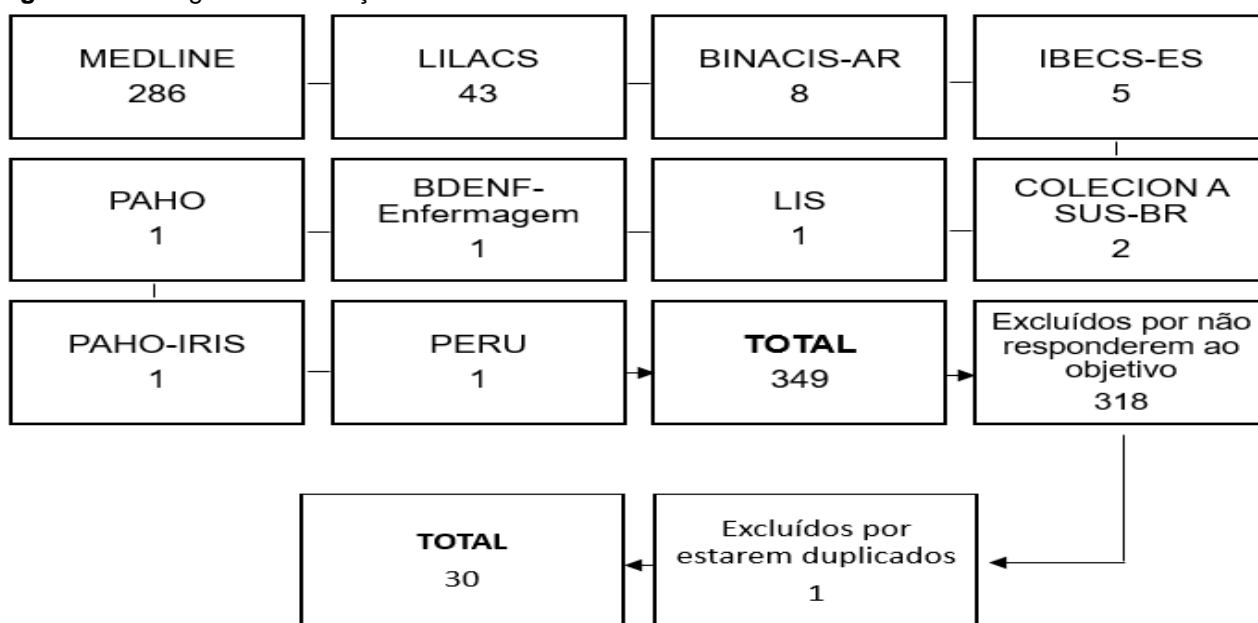 MEDLINE
286
LILACS
43
BINACIS-AR
8
IBECS-ES
5
PAHO
1
BDENF-
Enfermagem
1
LIS
1
COLECION A
SUS-BR
2
PAHO-IRIS
1
PERU
1
TOTAL
349
Excluídos por não
responderem ao
objetivo
318
TOTAL
30
Excluídos por
estarem duplicados
1